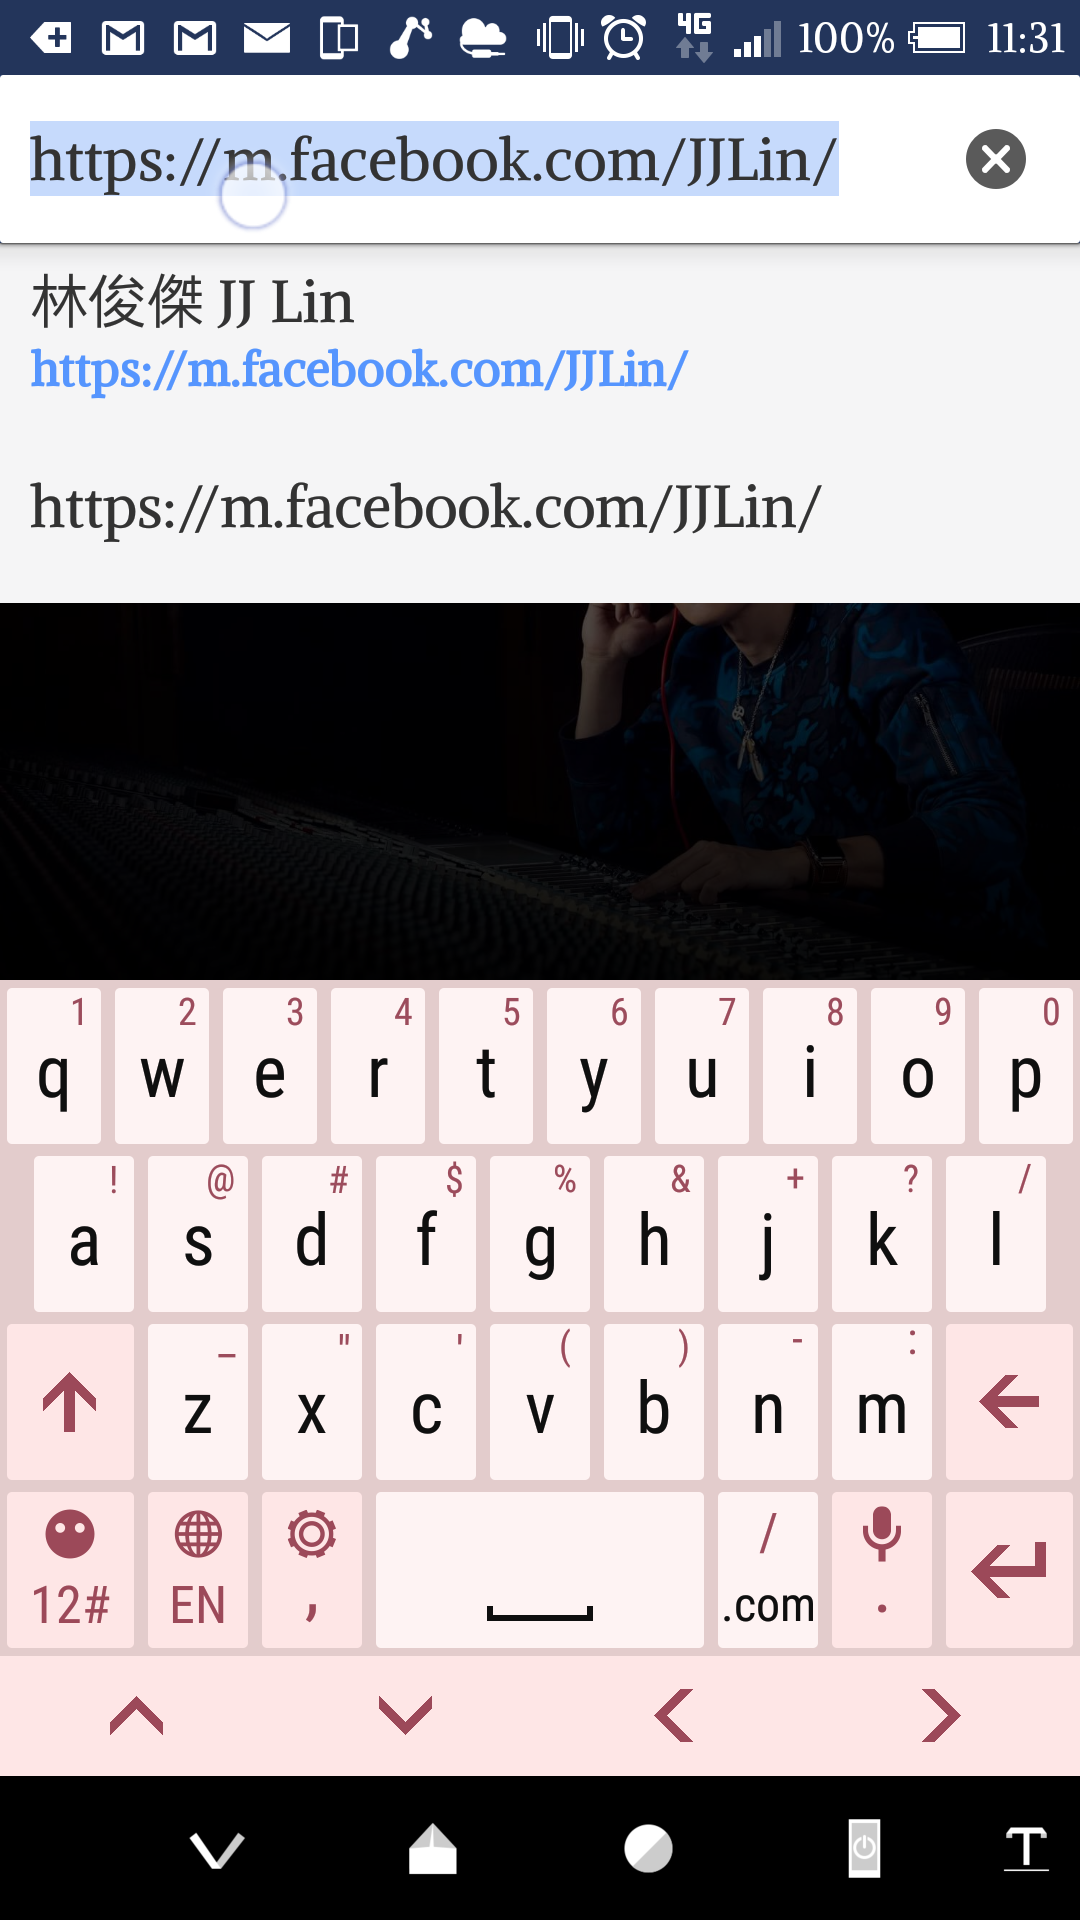 4G 100% 11:31
https://m.facebook.com/JJLin/
林俊傑 JJ Lin
https://m.facebook.com/JJLin/
https://m.facebook.com/JJLin/
1 2 3 4 5 6 7 8 9 0
q w e r t y u i o p
! @ # $ % & + ? /
a s d f g h j k l
_ " ' ( ) - :
z x c v b n m
/
12# EN , .com .